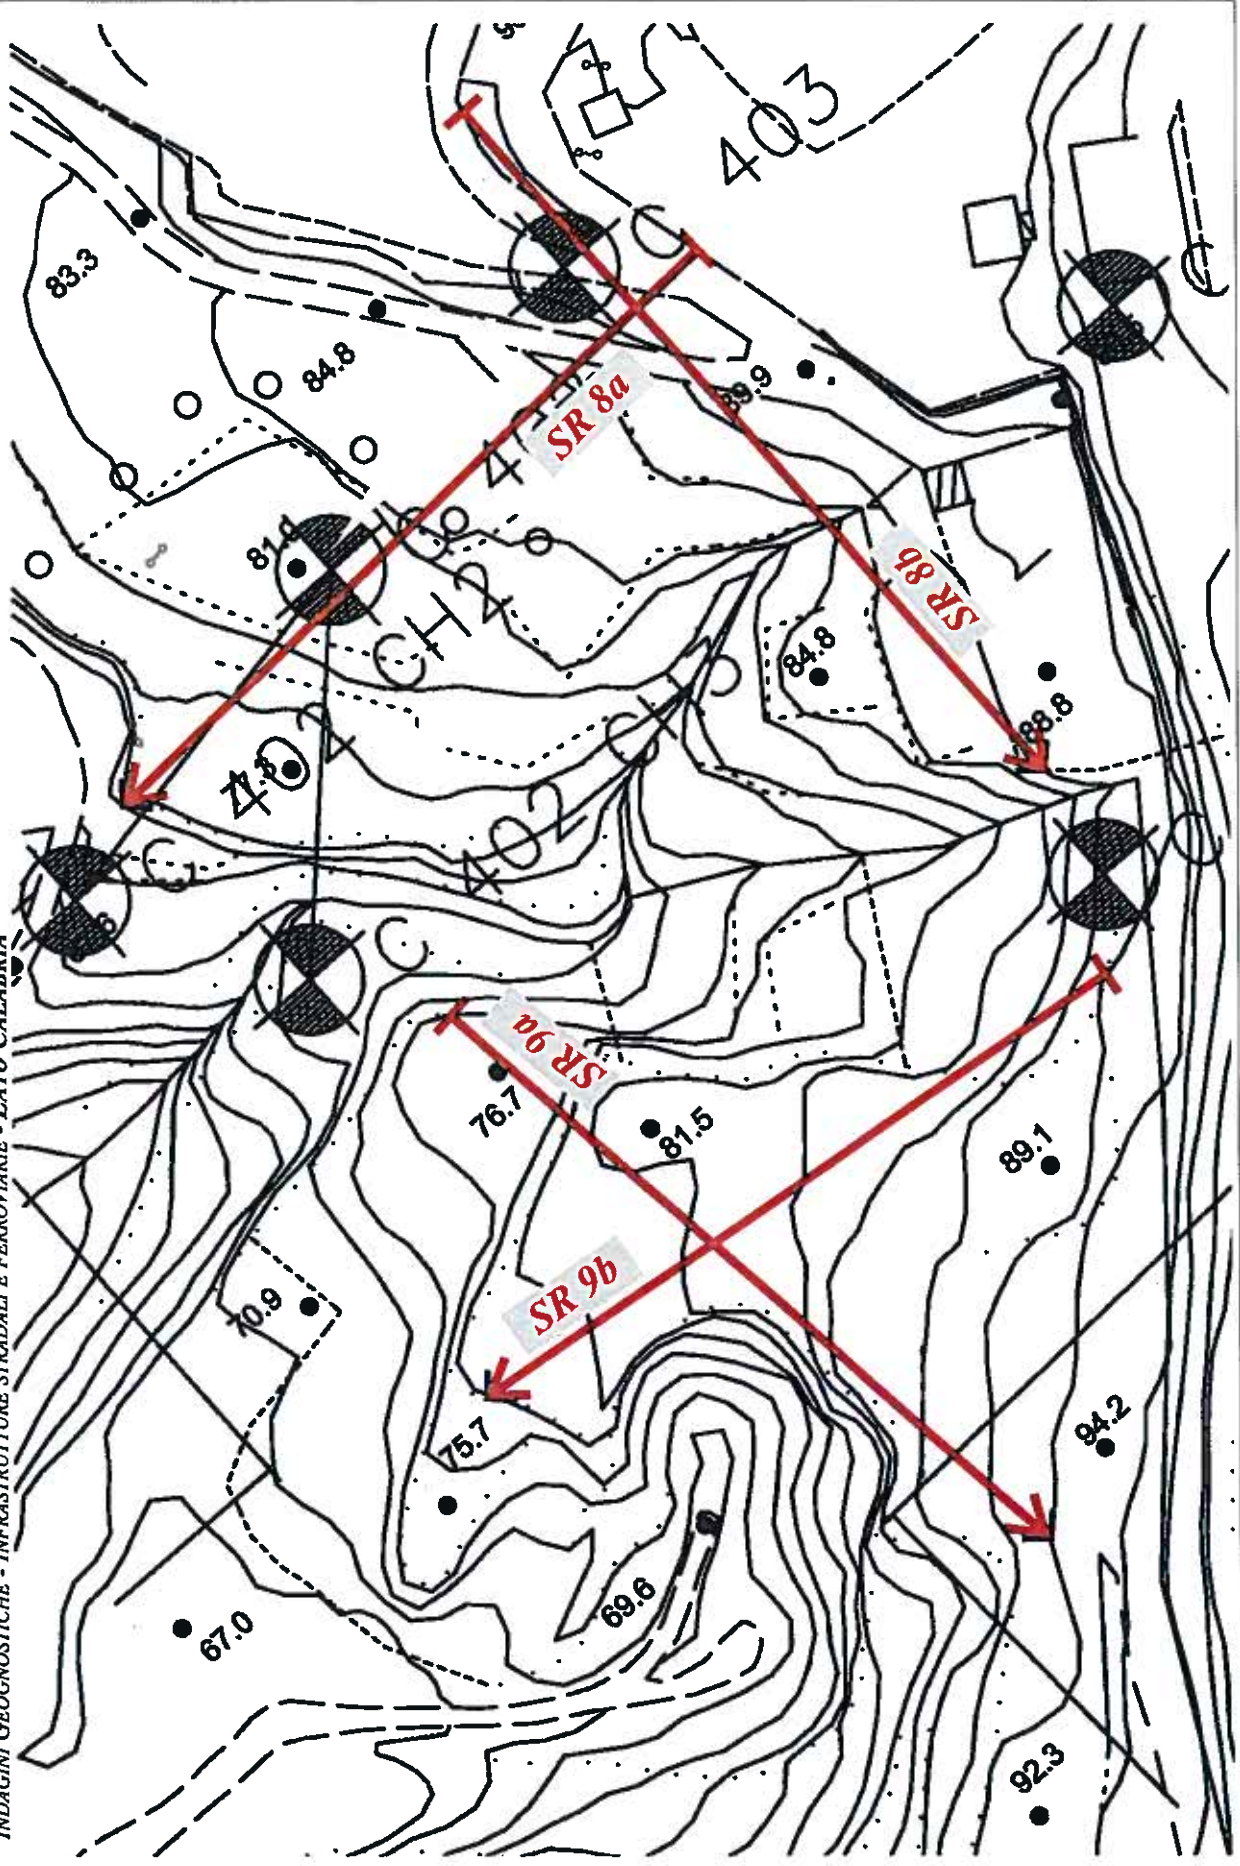 403
C
83.3
84.8
89.9
SR 8a
81.0
C
SR 8b
CH2
84.8
402
188.8
C
402
C
C
C
SR 9a
76.7
81.5
89.1
SR 9b
70.9
75.7
94.2
69.6
67.0
92.3
INDAGINI GEOGNOSTICHE - INFRASTRUTTURE STRADALI E FERROVIARIE - LATO CALABRIA